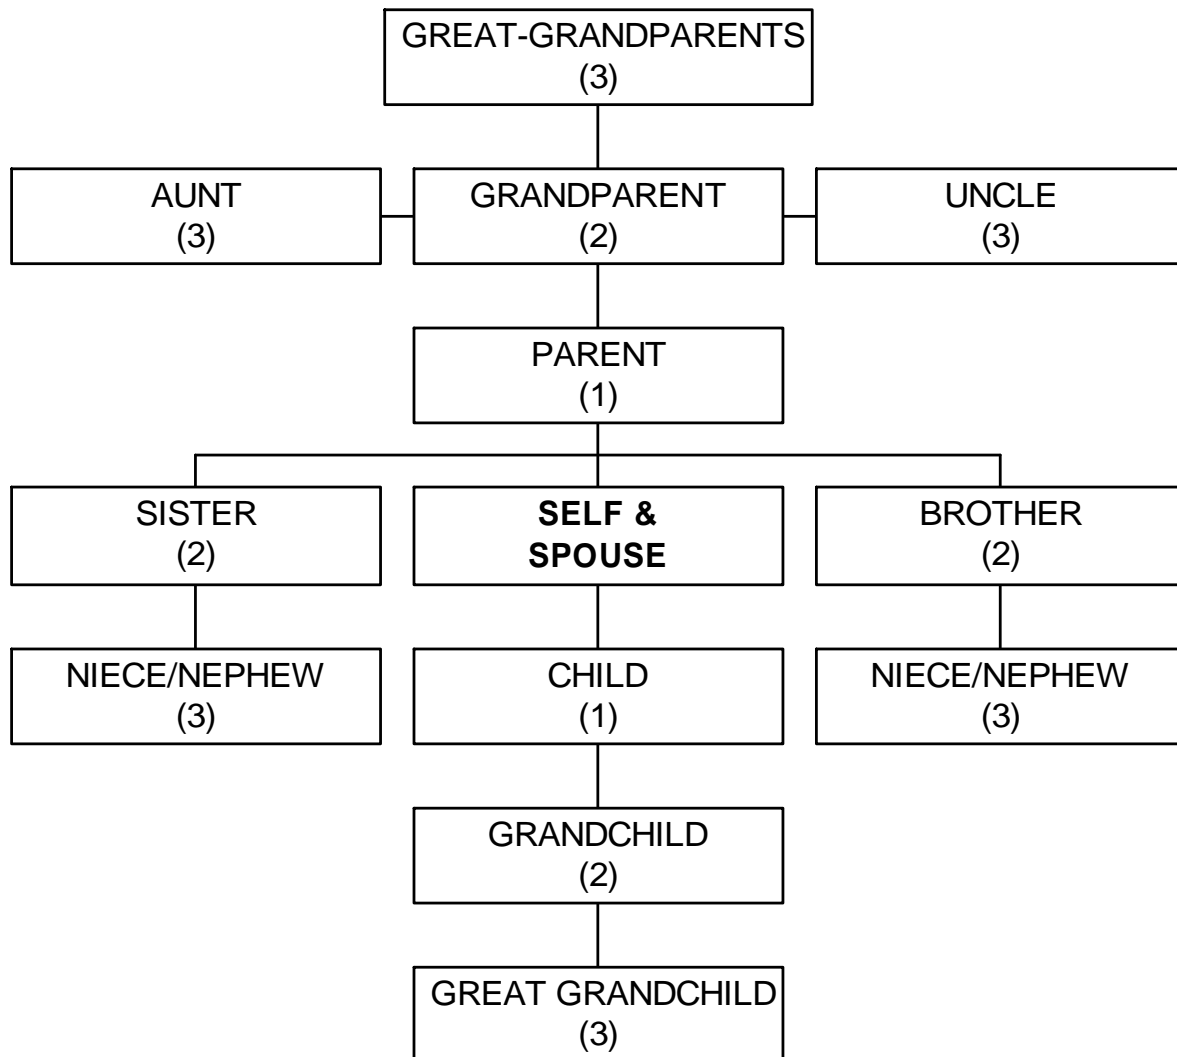 GREAT-GRANDPARENTS
(3)
AUNT
(3)
GRANDPARENT
(2)
UNCLE
(3)
PARENT
(1)
SISTER
(2)
SELF &
SPOUSE
BROTHER
(2)
NIECE/NEPHEW
(3)
CHILD
(1)
NIECE/NEPHEW
(3)
GRANDCHILD
(2)
GREAT GRANDCHILD
(3)